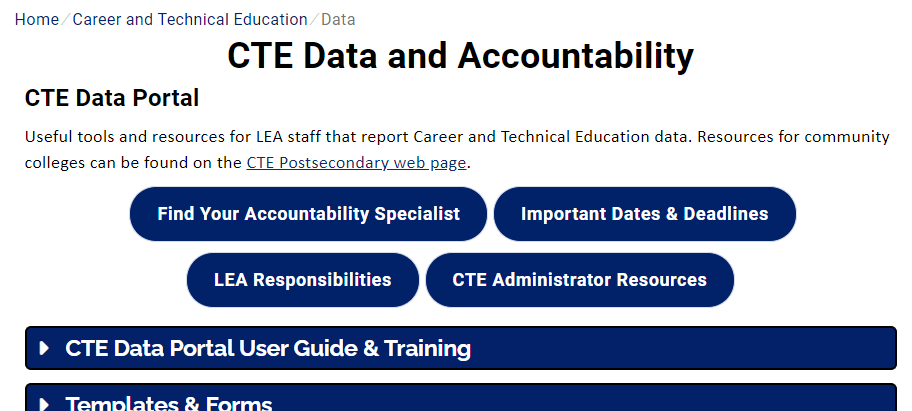 Home / Career and Technical Education / Data
CTE Data and Accountability
CTE Data Portal
Useful tools and resources for LEA staff that report Career and Technical Education data. Resources for community
colleges can be found on the CTE Postsecondary web page.
Find Your Accountability Specialist
Important Dates & Deadlines
LEA Responsibilities
CTE Administrator Resources
CTE Data Portal User Guide & Training
Templates & Forms